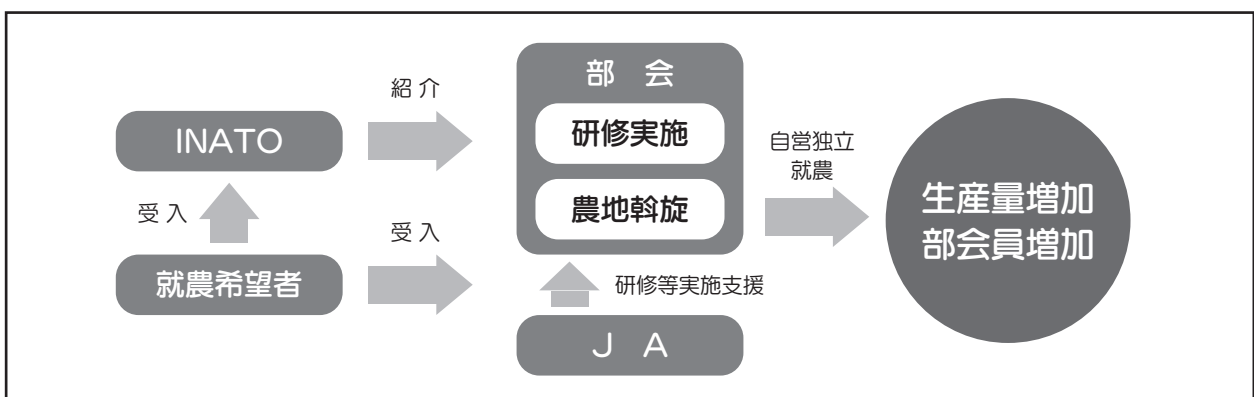 部 会
紹 介
INATO
研修実施
自営独立
就農
受 入
農地斡旋
生産量増加
部会員増加
受 入
就農希望者
研修等実施支援
J A